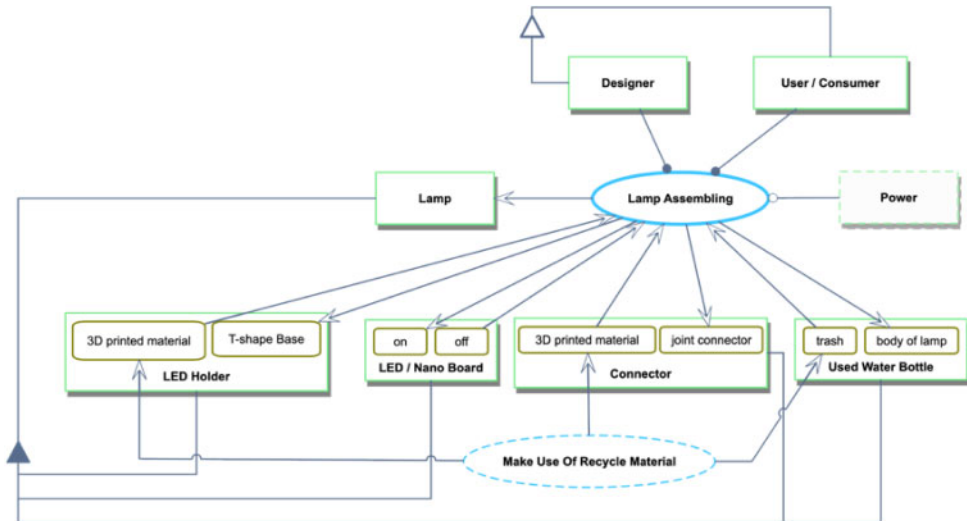 Designer
User / Consumer
Lamp
Lamp Assembling
Power
3D printed material
T-shape Base
LED Holder
on
off
LED / Nano Board
3D printed material
joint connector
Connector
trash
body of lamp
Used Water Bottle
Make Use Of Recycle Material